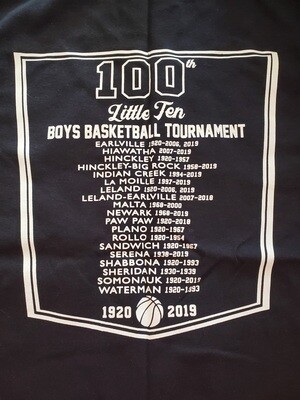 100th
Little Ten
BOYS BASKETBALL TOURNAMENT
EARLVILLE 1920-2006, 2019
HIAWATHA 2007-2019
HINCKLEY 1920-1957
HINCKLEY-BIG ROCK 1958-2019
INDIAN CREEK 1994-2019
LA MOILLE 1997-2019
LELAND 1920-2006, 2019
LELAND-EARLVILLE 2007-2018
MALTA 1968-2000
NEWARK 1968-2019
PAW PAW 1920-2018
PLANO 1920-1967
ROLLO 1920-1954
SANDWICH 1920-1967
SERENA 1938-2019
SHABBONA 1920-1993
SHERIDAN 1930-1939
SOMONAUK 1920-2017
WATERMAN 1920-1993
1920 2019